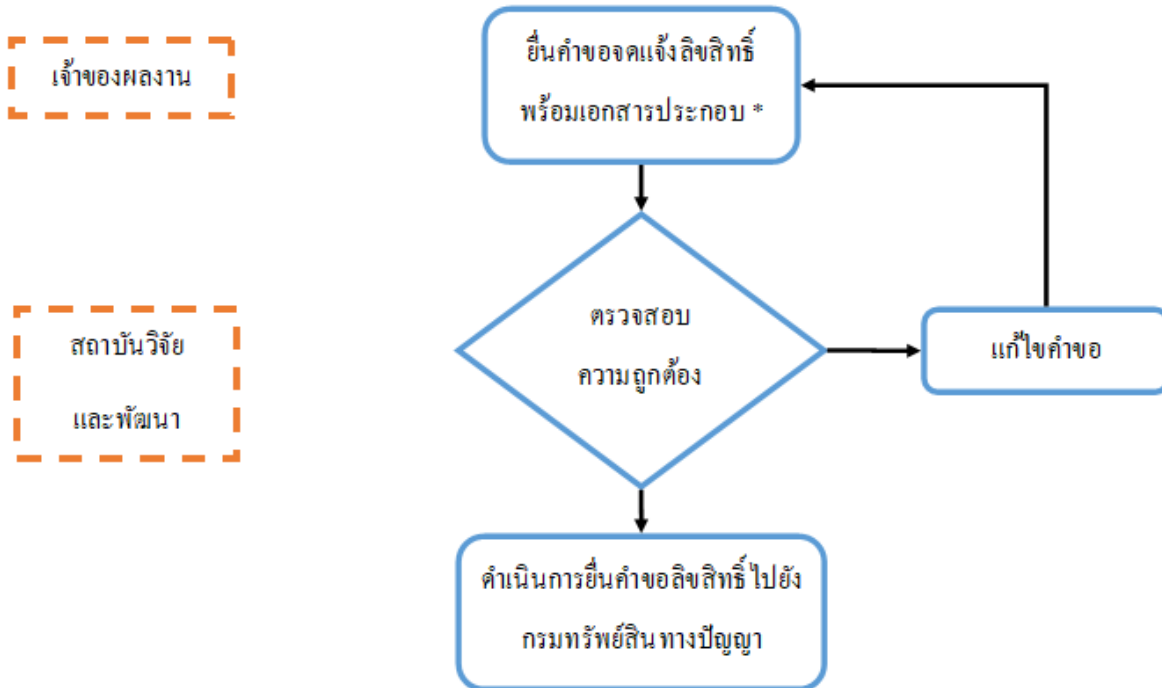 เจ้าของผลงาน
ยื่นคำขอจดแจ้งลิขสิทธิ์
พร้อมเอกสารประกอบ *
สถาบันวิจัย
และพัฒนา
ตรวจสอบ
ความถูกต้อง
แก้ไขคำขอ
ดำเนินการยื่นคำขอลิขสิทธิ์ ไปยัง
กรมทรัพย์สิน ทางปัญญา